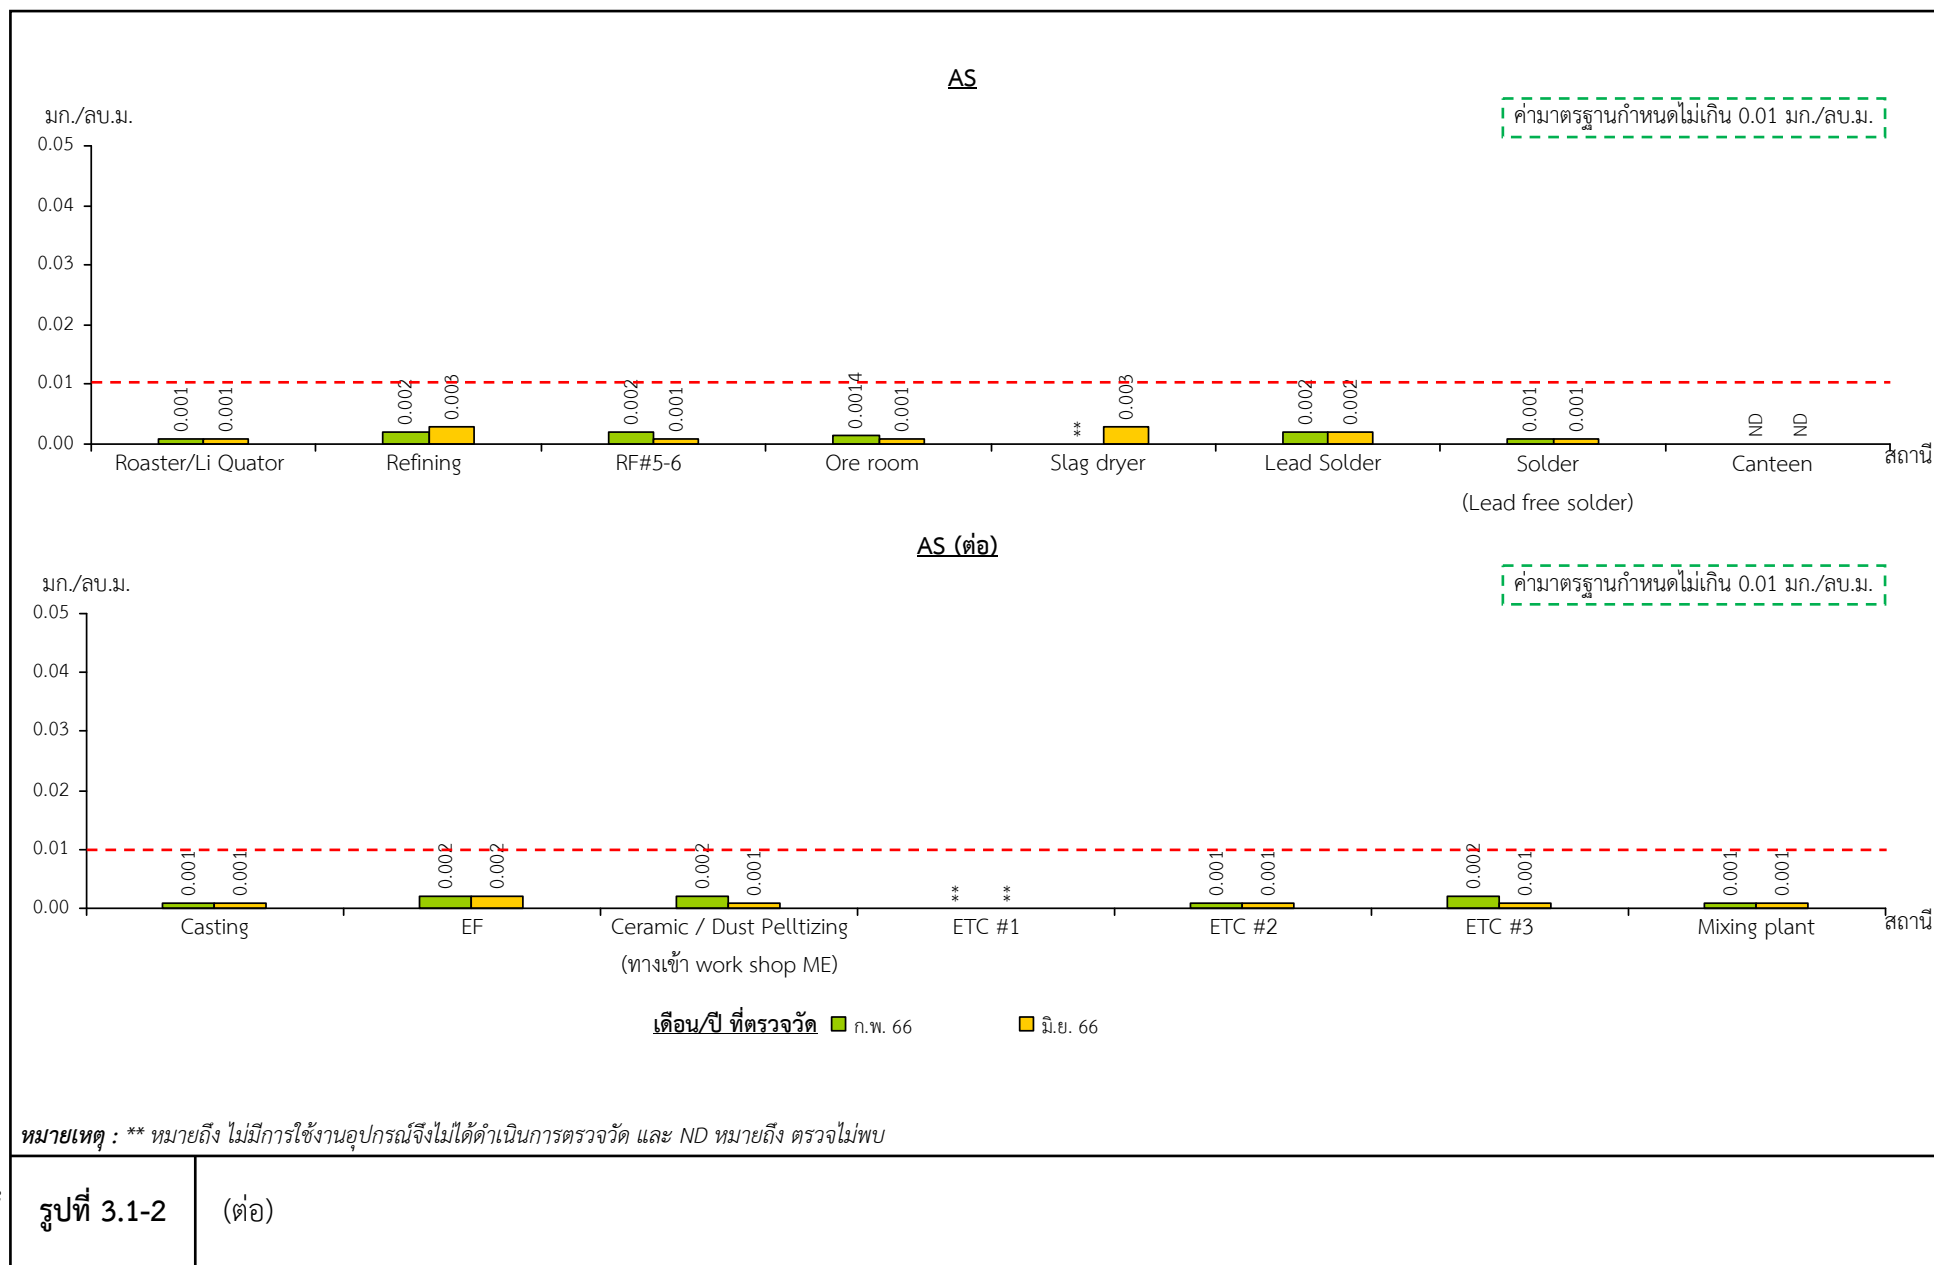 AS
มก./ลบ.ม.
ค่ามาตรฐานกำหนดไม่เกิน 0.01 มก./ลบ.ม.
0.05
0.04
0.03
0.02
0.01
0.00
0.001 0.001 0.002 0.003 0.002 0.001 0.0014 0.001 ** 0.003 0.002 0.002 0.001 0.001 ND ND
Roaster/Li Quator Refining RF#5-6 Ore room Slag dryer Lead Solder Solder Canteen สถานี
(Lead free solder)
AS (ต่อ)
มก./ลบ.ม.
ค่ามาตรฐานกำหนดไม่เกิน 0.01 มก./ลบ.ม.
0.05
0.04
0.03
0.02
0.01
0.00
0.001 0.001 0.002 0.002 0.002 0.001 ** ** 0.001 0.001 0.002 0.001 0.001 0.001
Casting EF Ceramic / Dust Pelltizing ETC #1 ETC #2 ETC #3 Mixing plant สถานี
(ทางเข้า work shop ME)
เดือน/ปี ที่ตรวจวัด ก.พ. 66 มิ.ย. 66
หมายเหตุ : ** หมายถึง ไม่มีการใช้งานอุปกรณ์จึงไม่ได้ดำเนินการตรวจวัด และ ND หมายถึง ตรวจไม่พบ
รูปที่ 3.1-2 (ต่อ)